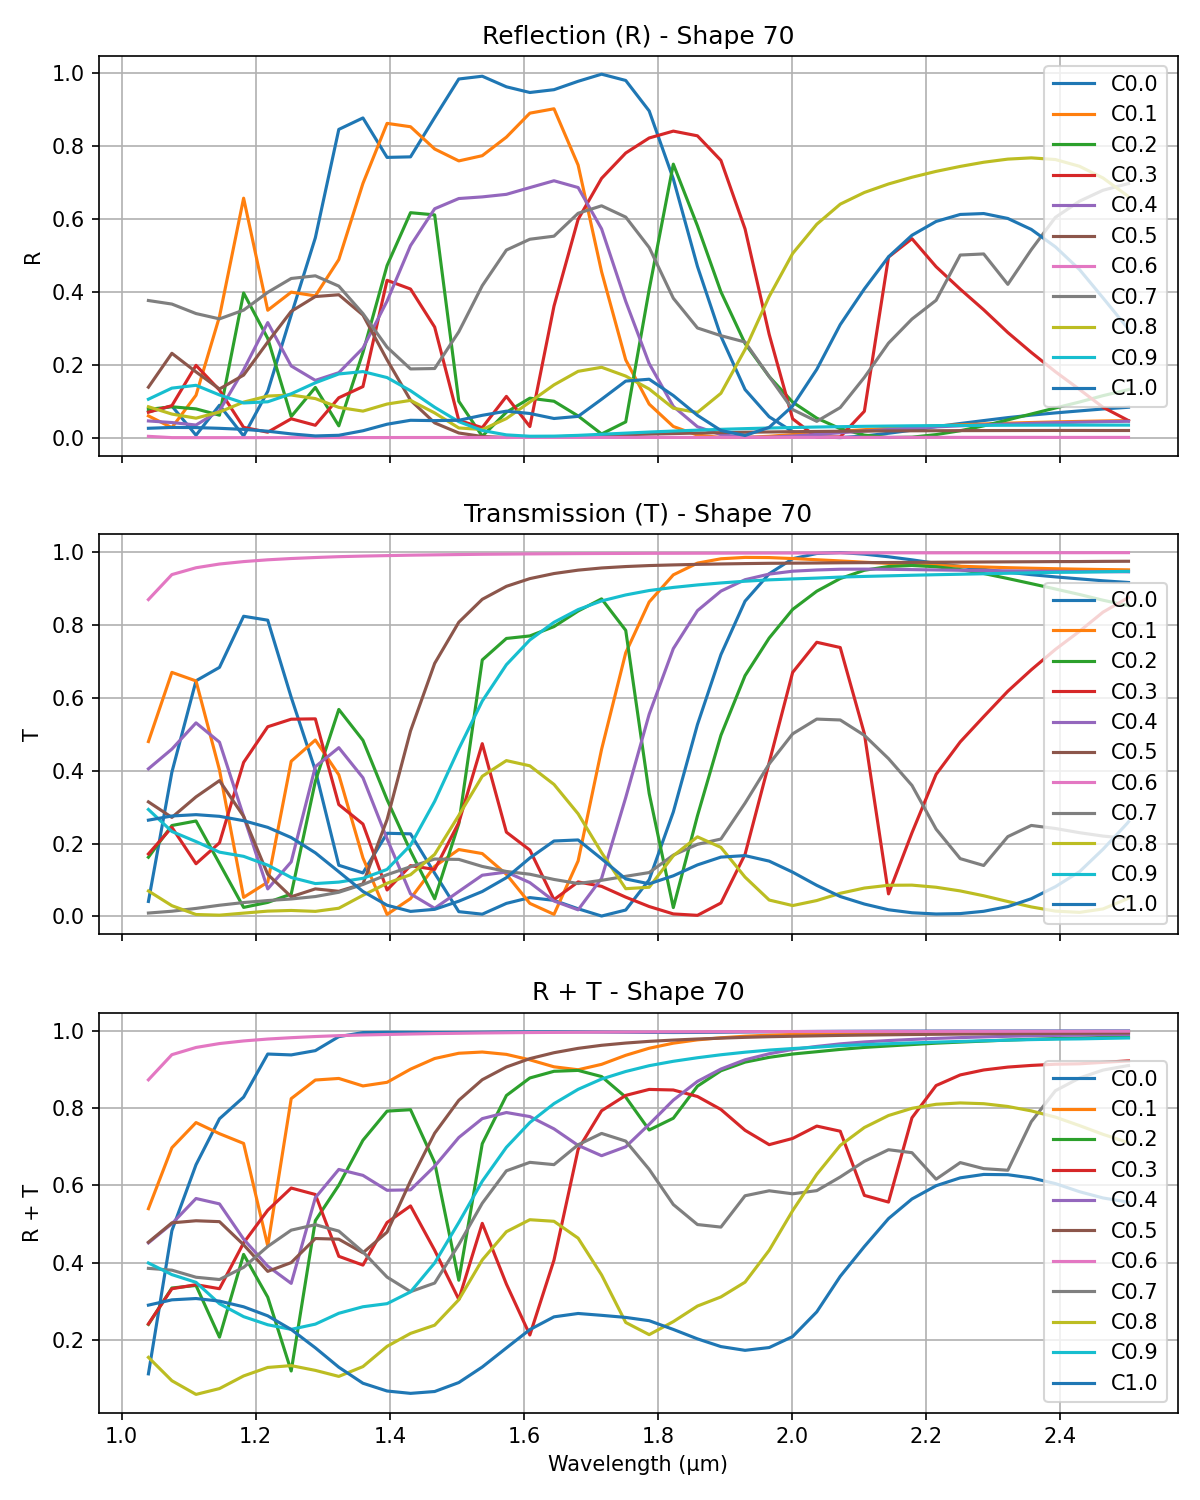 Reflection (R) - Shape 70
R
1.0
0.8
0.6
0.4
0.2
0.0
C0.0
C0.1
C0.2
C0.3
C0.4
C0.5
C0.6
C0.7
C0.8
C0.9
C1.0
Transmission (T) - Shape 70
T
1.0
0.8
0.6
0.4
0.2
0.0
C0.0
C0.1
C0.2
C0.3
C0.4
C0.5
C0.6
C0.7
C0.8
C0.9
C1.0
R + T - Shape 70
R + T
1.0
0.8
0.6
0.4
0.2
C0.0
C0.1
C0.2
C0.3
C0.4
C0.5
C0.6
C0.7
C0.8
C0.9
C1.0
1.0 1.2 1.4 1.6 1.8 2.0 2.2 2.4
Wavelength (μm)